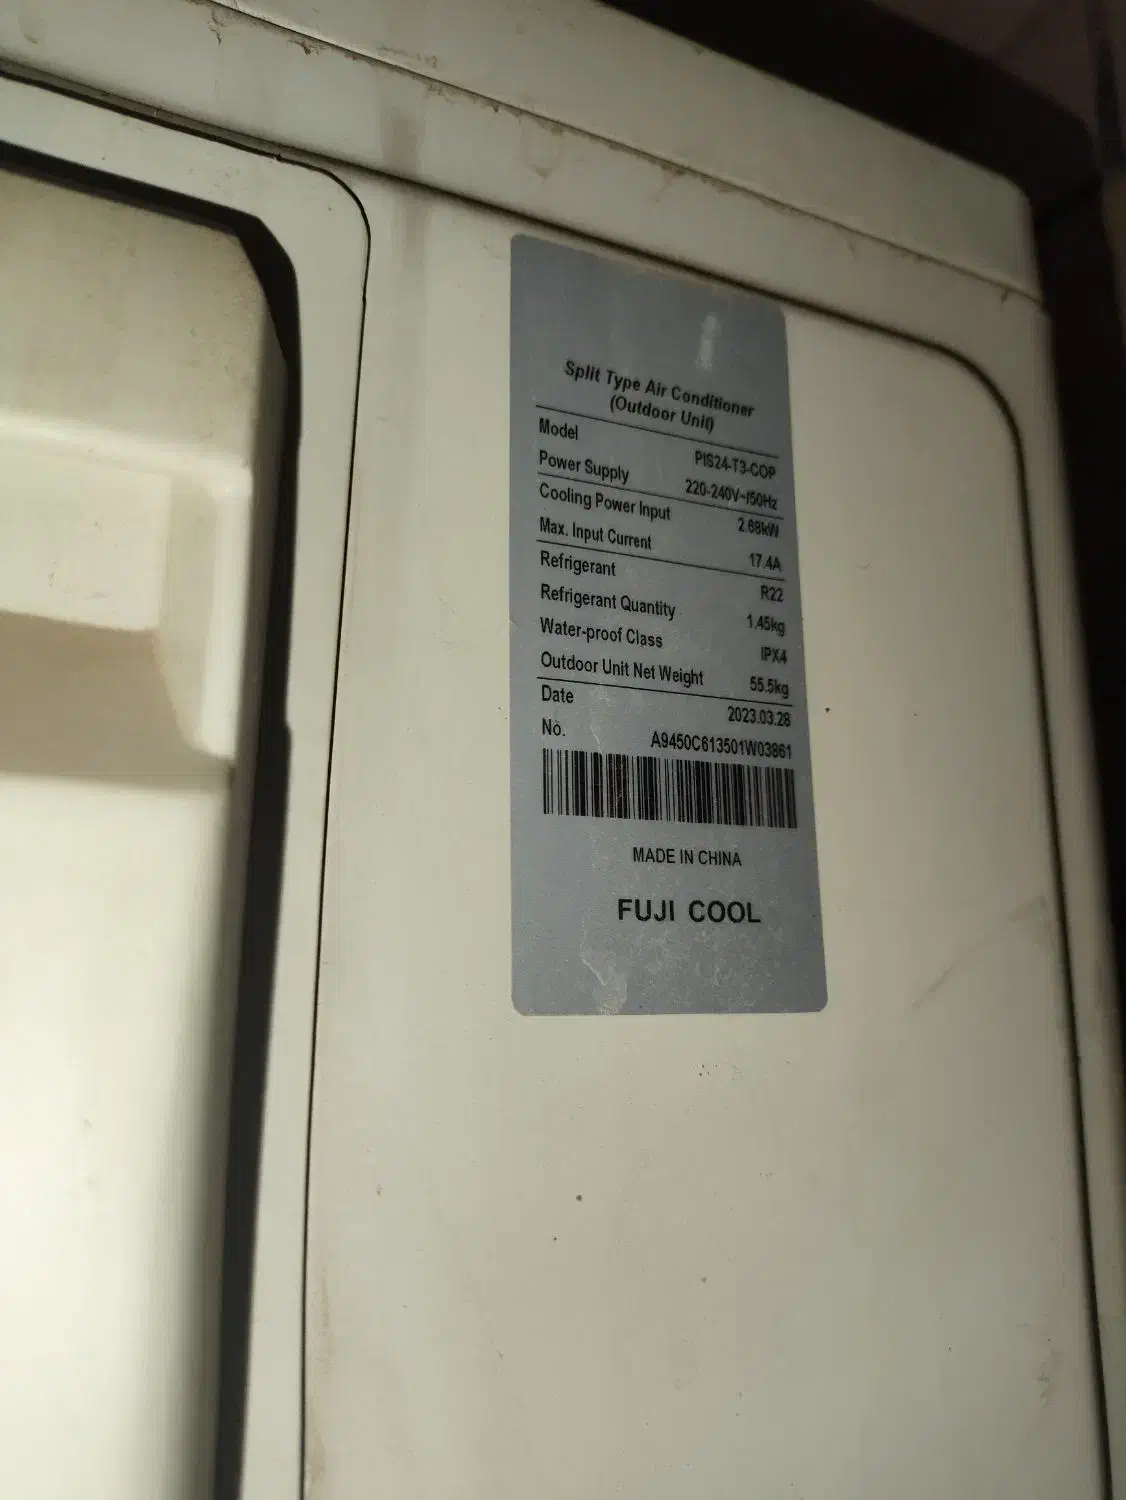 Split Type Air Conditioner
(Outdoor Unit)
Model PIS24-T3-COP
Power Supply 220-240V~/50Hz
Cooling Power Input 2.68kW
Max. Input Current 17.4A
Refrigerant R22
Refrigerant Quantity 1.45kg
Water-proof Class IPX4
Outdoor Unit Net Weight 55.5kg
Date 2023.03.28
No. A9450C613501W03861
MADE IN CHINA
FUJI COOL